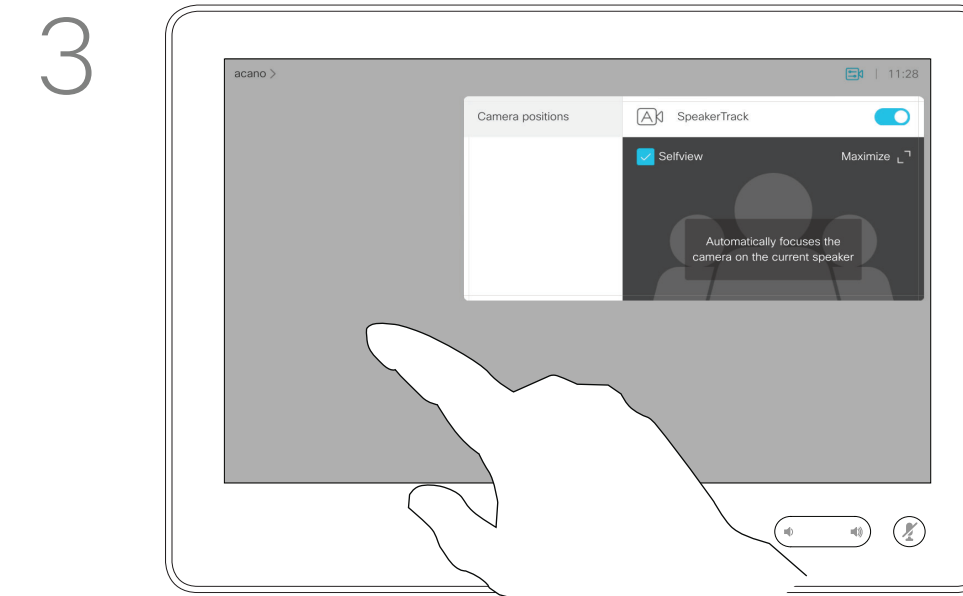 3
acano >
11:28
Camera positions
SpeakerTrack
Selfview
Maximize
Automatically focuses the
camera on the current speaker